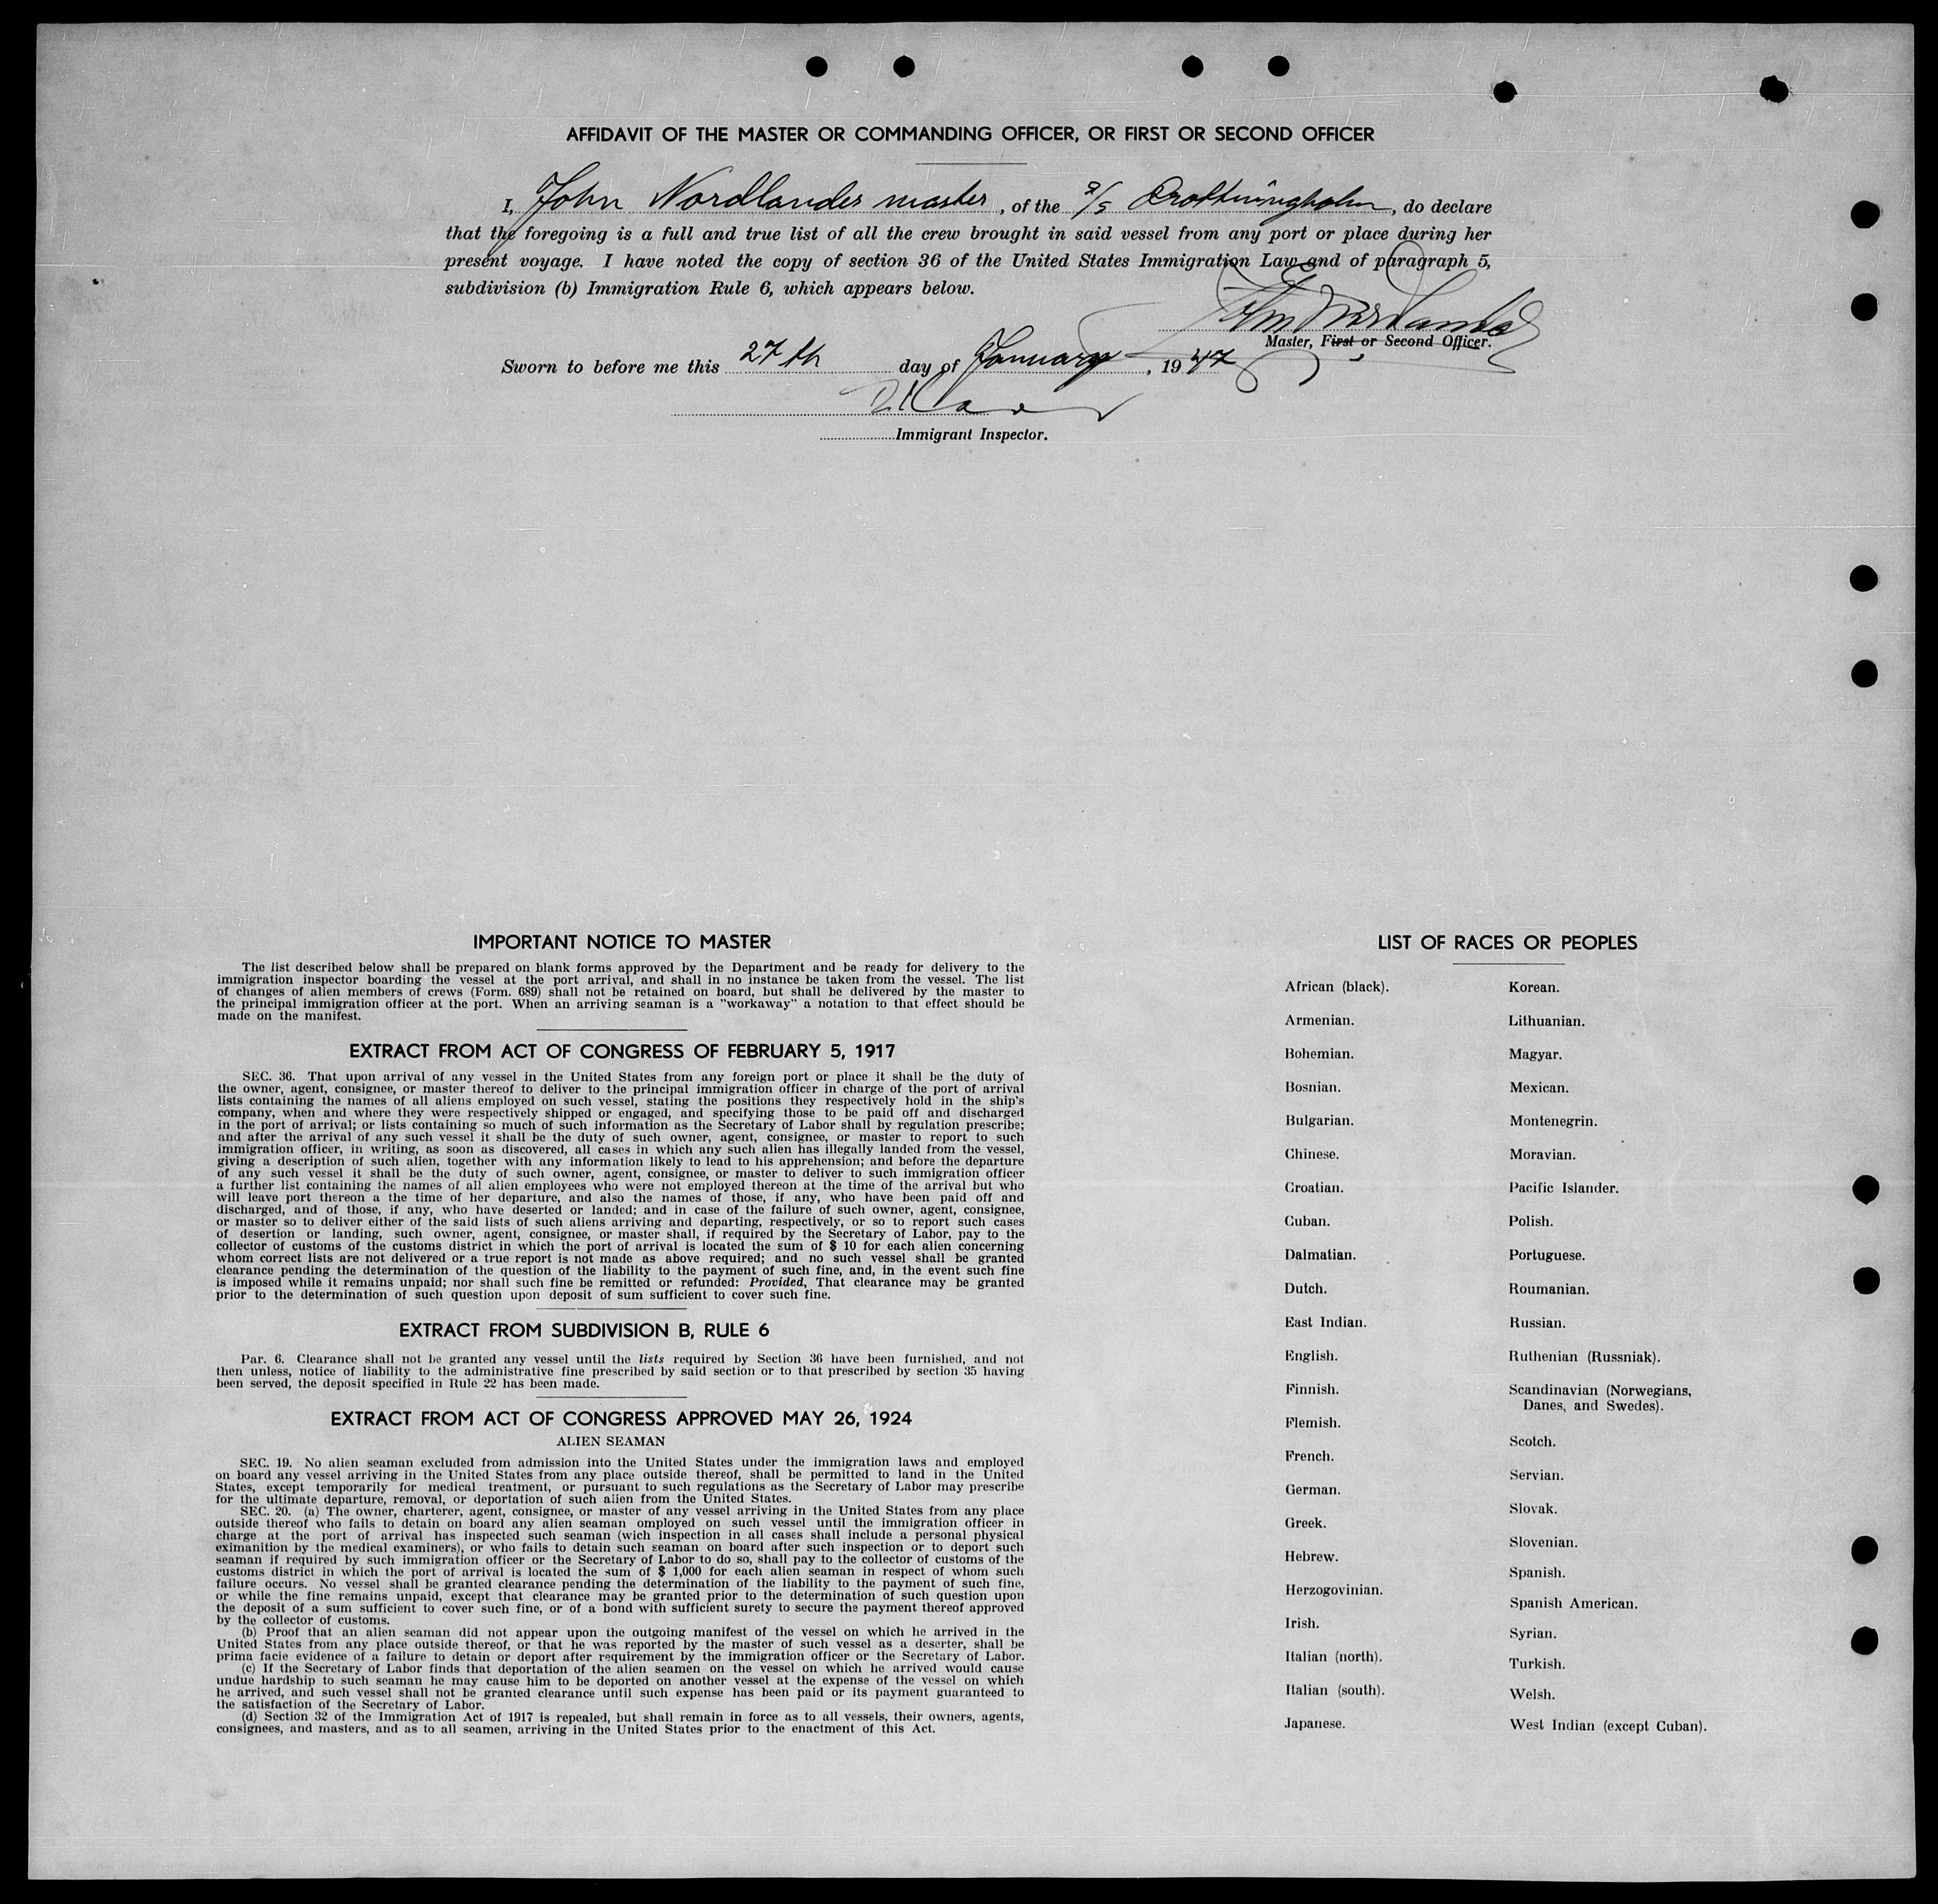 AFFIDAVIT OF THE MASTER OR COMMANDING OFFICER, OR FIRST OR SECOND OFFICER
I, John Nordlander master, of the S/S Drottningholm, do declare
that the foregoing is a full and true list of all the crew brought in said vessel from any port or place during her
present voyage. I have noted the copy of section 36 of the United States Immigration Law and of paragraph 5,
subdivision (b) Immigration Rule 6, which appears below.
John Nordlander
Master, First or Second Officer.
Sworn to before me this 27th day of January, 1947
Immigrant Inspector.
IMPORTANT NOTICE TO MASTER
The list described below shall be prepared on blank forms approved by the Department and be ready for delivery to the
immigration inspector boarding the vessel at the port arrival, and shall in no instance be taken from the vessel. The list
of changes of alien members of crews (Form. 689) shall not be retained on board, but shall be delivered by the master to
the principal immigration officer at the port. When an arriving seaman is a "workaway" a notation to that effect should be
made on the manifest.
EXTRACT FROM ACT OF CONGRESS OF FEBRUARY 5, 1917
SEC. 36. That upon arrival of any vessel in the United States from any foreign port or place it shall be the duty of
the owner, agent, consignee, or master thereof to deliver to the principal immigration officer in charge of the port of arrival
lists containing the names of all aliens employed on such vessel, stating the positions they respectively hold in the ship's
company, when and where they were respectively shipped or engaged, and specifying those to be paid off and discharged
in the port of arrival; or lists containing so much of such information as the Secretary of Labor shall by regulation prescribe;
and after the arrival of any such vessel it shall be the duty of such owner, agent, consignee, or master to report to such
immigration officer, in writing, as soon as discovered, all cases in which any such alien has illegally landed from the vessel,
giving a description of such alien, together with any information likely to lead to his apprehension; and before the departure
of any such vessel it shall be the duty of such owner, agent, consignee, or master to deliver to such immigration officer
a further list containing the names of all alien employees who were not employed thereon at the time of the arrival but who
will leave port thereon a the time of her departure, and also the names of those, if any, who have been paid off and
discharged, and of those, if any, who have deserted or landed; and in case of the failure of such owner, agent, consignee,
or master so to deliver either of the said lists of such aliens arriving and departing, respectively, or so to report such cases
of desertion or landing, such owner, agent, consignee, or master shall, if required by the Secretary of Labor, pay to the
collector of customs of the customs district in which the port of arrival is located the sum of $ 10 for each alien concerning
whom correct lists are not delivered or a true report is not made as above required; and no such vessel shall be granted
clearance pending the determination of the question of the liability to the payment of such fine, and, in the event such fine
is imposed while it remains unpaid; nor shall such fine be remitted or refunded: Provided, That clearance may be granted
prior to the determination of such question upon deposit of sum sufficient to cover such fine.
EXTRACT FROM SUBDIVISION B, RULE 6
Par. 6. Clearance shall not be granted any vessel until the lists required by Section 36 have been furnished, and not
then unless, notice of liability to the administrative fine prescribed by said section or to that prescribed by section 35 having
been served, the deposit specified in Rule 22 has been made.
EXTRACT FROM ACT OF CONGRESS APPROVED MAY 26, 1924
ALIEN SEAMAN
SEC. 19. No alien seaman excluded from admission into the United States under the immigration laws and employed
on board any vessel arriving in the United States from any place outside thereof, shall be permitted to land in the United
States, except temporarily for medical treatment, or pursuant to such regulations as the Secretary of Labor may prescribe
for the ultimate departure, removal, or deportation of such alien from the United States.
SEC. 20. (a) The owner, charterer, agent, consignee, or master of any vessel arriving in the United States from any place
outside thereof who fails to detain on board any alien seaman omployed on such vessel until the immigration officer in
charge at the port of arrival has inspected such seaman (wich inspection in all cases shall include a personal physical
eximanition by the medical examiners), or who fails to detain such seaman on board after such inspection or to deport such
seaman if required by such immigration officer or the Secretary of Labor to do so, shall pay to the collector of customs of the
customs district in which the port of arrival is located the sum of $ 1,000 for each alien seaman in respect of whom such
failure occurs. No vessel shall be granted clearance pending the determination of the liability to the payment of such fine,
or while the fine remains unpaid, except that clearance may be granted prior to the determination of such question upon
the deposit of a sum sufficient to cover such fine, or of a bond with sufficient surety to secure the payment thereof approved
by the collector of customs.
(b) Proof that an alien seaman did not appear upon the outgoing manifest of the vessel on which he arrived in the
United States from any place outside thereof, or that he was reported by the master of such vessel as a deserter, shall be
prima facie evidence of a failure to detain or deport after requirement by the immigration officer or the Secretary of Labor.
(c) If the Secretary of Labor finds that deportation of the alien seamen on the vessel on which he arrived would cause
undue hardship to such seaman he may cause him to be deported on another vessel at the expense of the vessel on which
he arrived, and such vessel shall not be granted clearance until such expense has been paid or its payment guaranteed to
the satisfaction of the Secretary of Labor.
(d) Section 32 of the Immigration Act of 1917 is repealed, but shall remain in force as to all vessels, their owners, agents,
consignees, and masters, and as to all seamen, arriving in the United States prior to the enactment of this Act.
LIST OF RACES OR PEOPLES
African (black).
Armenian.
Bohemian.
Bosnian.
Bulgarian.
Chinese.
Croatian.
Cuban.
Dalmatian.
Dutch.
East Indian.
English.
Finnish.
Flemish.
French.
German.
Greek.
Hebrew.
Herzogovinian.
Irish.
Italian (north).
Italian (south).
Japanese.
Korean.
Lithuanian.
Magyar.
Mexican.
Montenegrin.
Moravian.
Pacific Islander.
Polish.
Portuguese.
Roumanian.
Russian.
Ruthenian (Russniak).
Scandinavian (Norwegians,
Danes, and Swedes).
Scotch.
Servian.
Slovak.
Slovenian.
Spanish.
Spanish American.
Syrian.
Turkish.
Welsh.
West Indian (except Cuban).